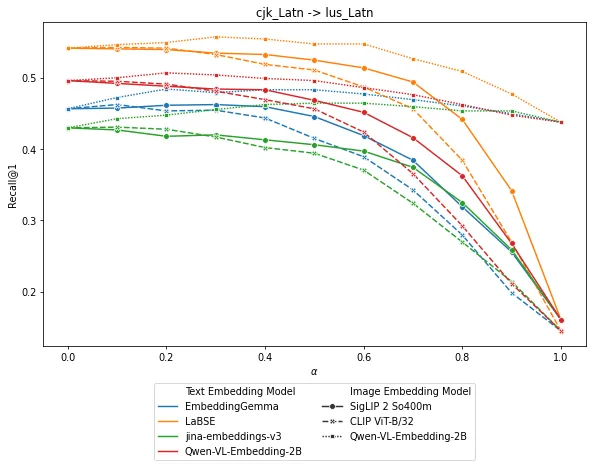 cjk_Latn -> lus_Latn
Recall@1
0.5
0.4
0.3
0.2
0.0 0.2 0.4 0.6 0.8 1.0
α
Text Embedding Model
EmbeddingGemma
LaBSE
jina-embeddings-v3
Qwen-VL-Embedding-2B
Image Embedding Model
SigLIP 2 So400m
CLIP ViT-B/32
Qwen-VL-Embedding-2B